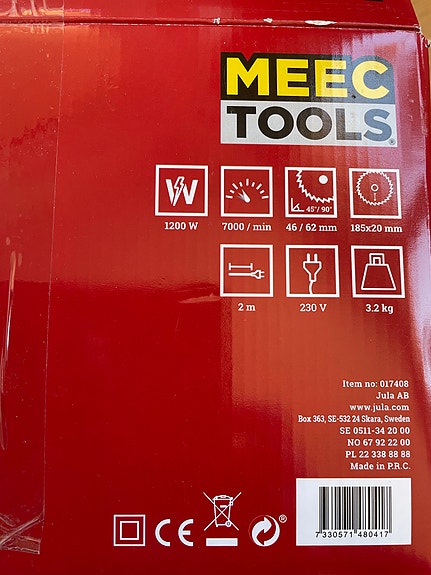 MEEC
TOOLS®
W
45°/90°
1200 W 7000 / min 46 / 62 mm 185x20 mm
2 m 230 V 3.2 kg
Item no: 017408
Jula AB
www.jula.com
Box 363, SE-532 24 Skara, Sweden
SE 0511-34 20 00
NO 67 92 22 00
PL 22 338 88 88
Made in P.R.C.
CE ®
7 330571 480417